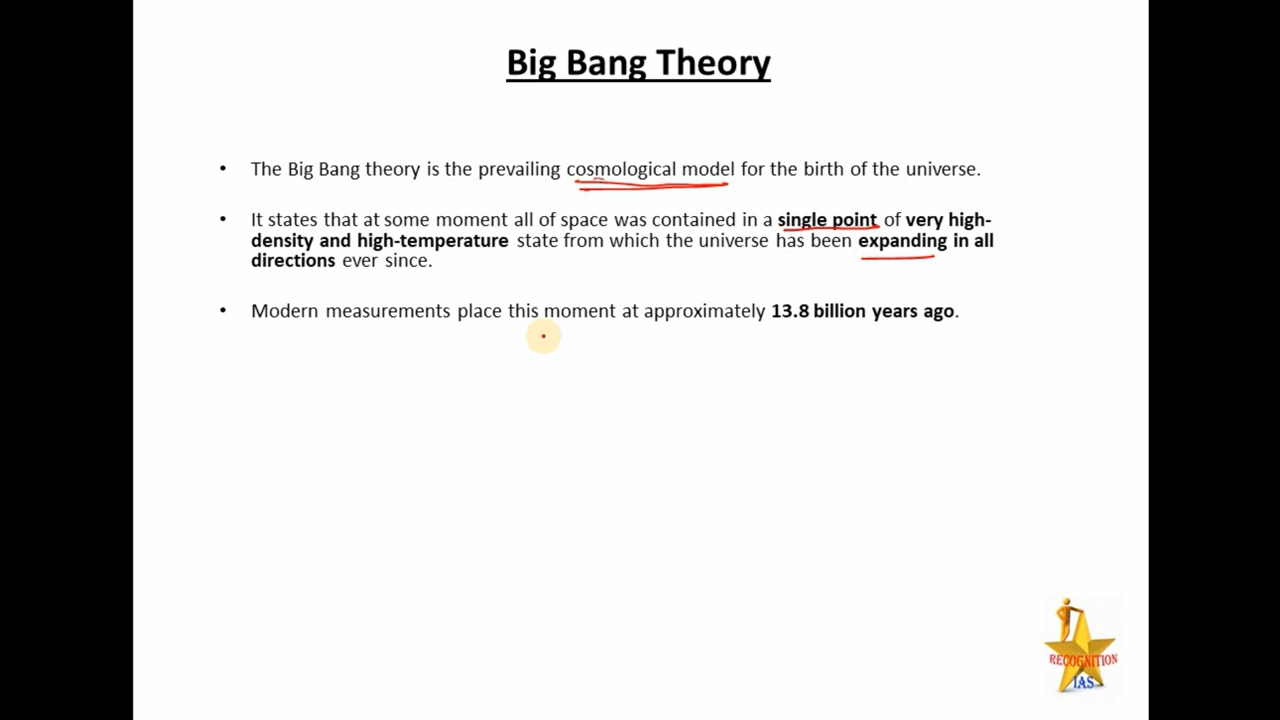 Big Bang Theory
• The Big Bang theory is the prevailing cosmological model for the birth of the universe.
• It states that at some moment all of space was contained in a single point of very high-
density and high-temperature state from which the universe has been expanding in all
directions ever since.
• Modern measurements place this moment at approximately 13.8 billion years ago.
RECOGNITION
IAS